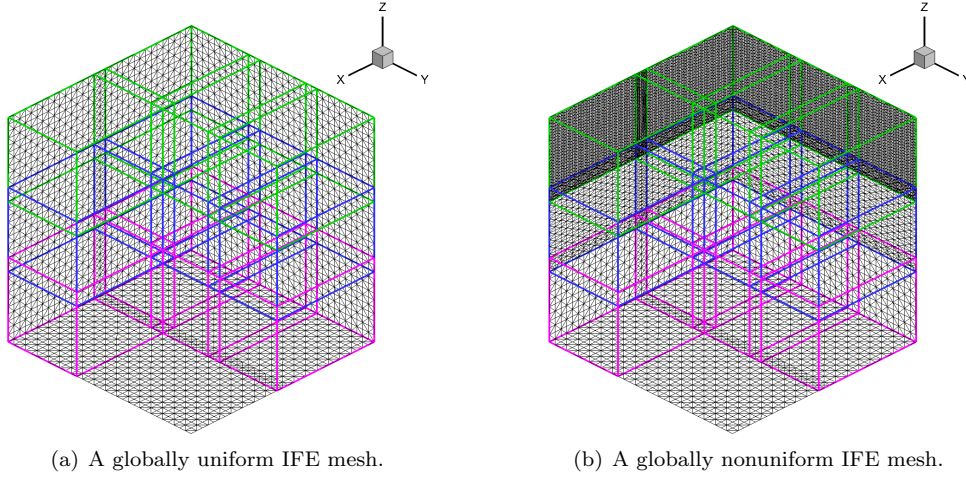 Z
X
Y
Z
X
Y
(a) A globally uniform IFE mesh.
(b) A globally nonuniform IFE mesh.